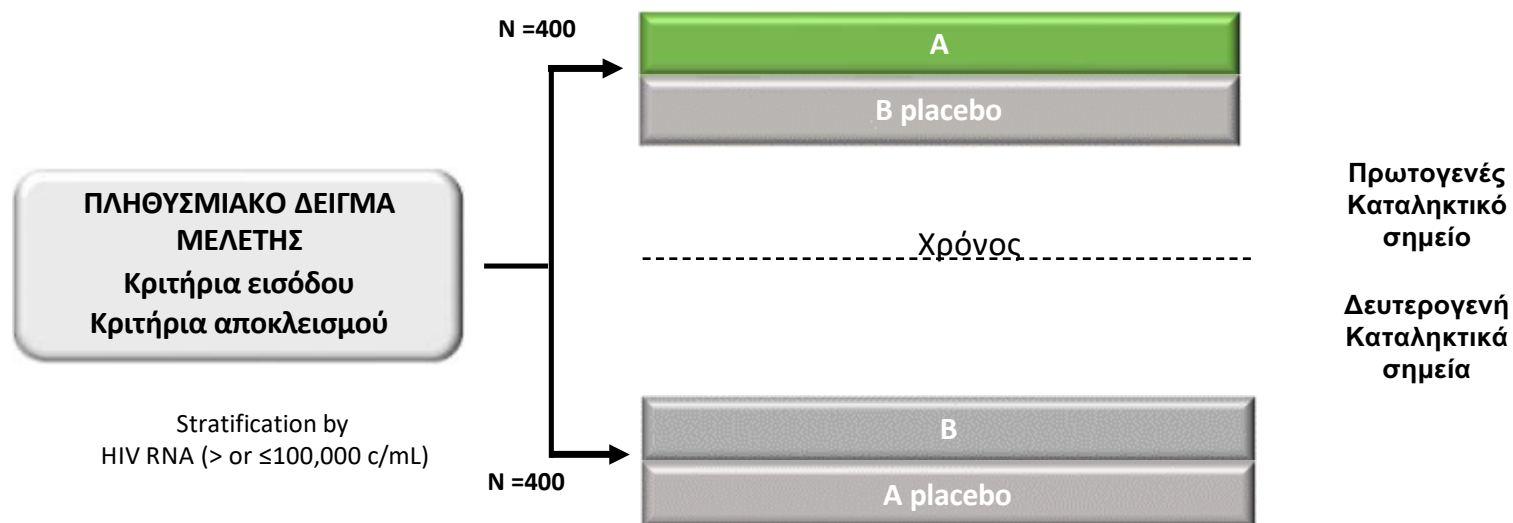 N =400
A
B placebo
ΠΛΗΘΥΣΜΙΑΚΟ ΔΕΙΓΜΑ
ΜΕΛΕΤΗΣ
Κριτήρια εισόδου
Κριτήρια αποκλεισμού
Χρόνος
Πρωτογενές
Καταληκτικό
σημείο
Δευτερογενή
Καταληκτικά
σημεία
Stratification by
HIV RNA (> or ≤100,000 c/mL)
N =400
B
A placebo